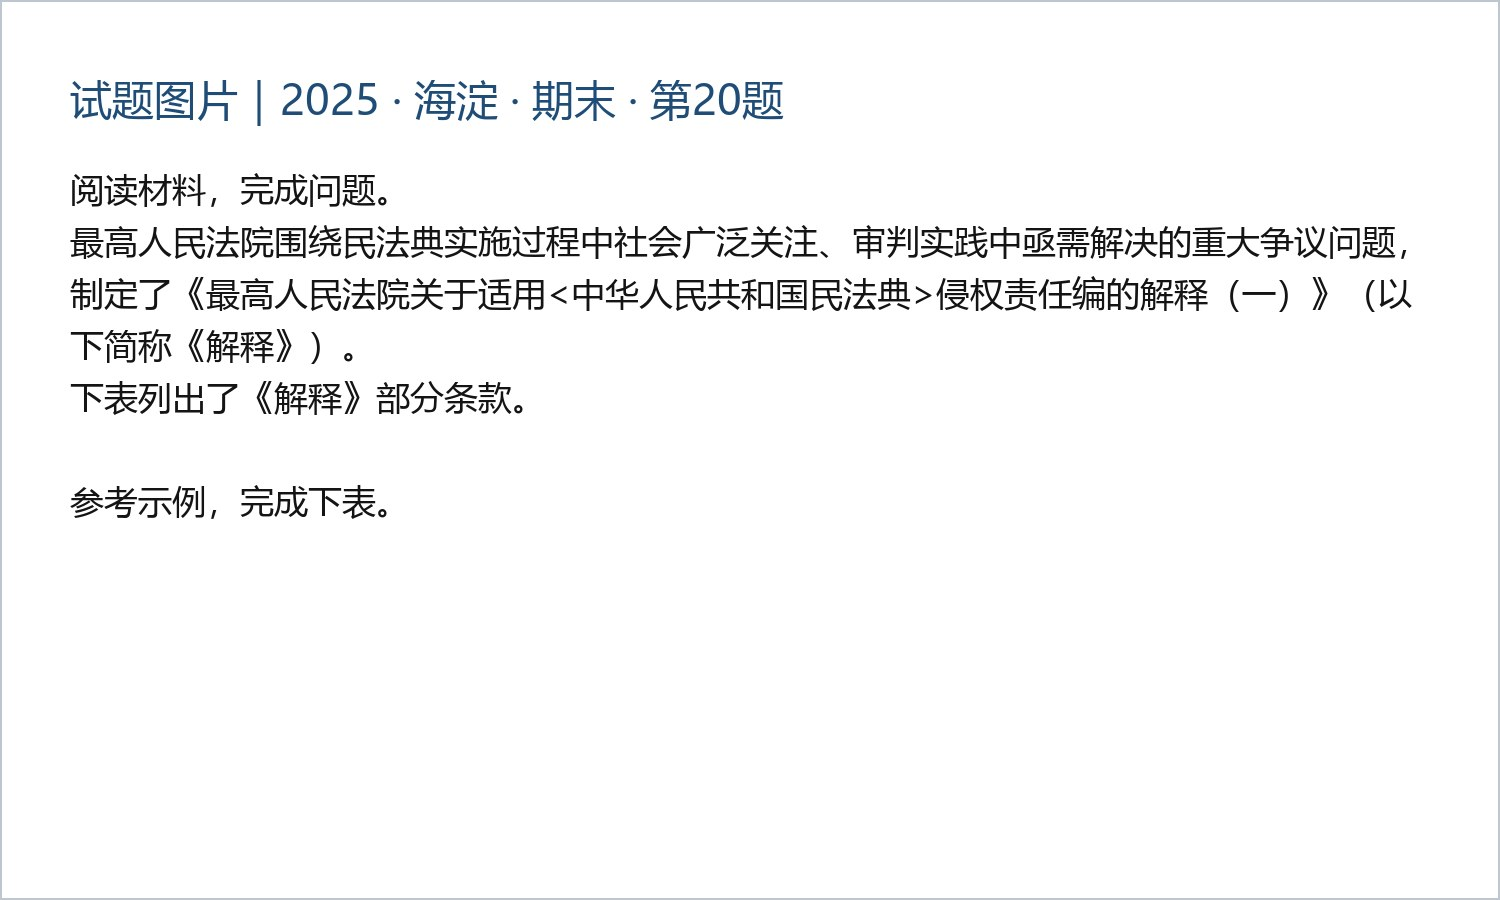 试题图片 | 2025 · 海淀 · 期末 · 第20题
阅读材料，完成问题。
最高人民法院围绕民法典实施过程中社会广泛关注、审判实践中亟需解决的重大争议问题，
制定了《最高人民法院关于适用<中华人民共和国民法典>侵权责任编的解释（一）》（以
下简称《解释》）。
下表列出了《解释》部分条款。
参考示例，完成下表。